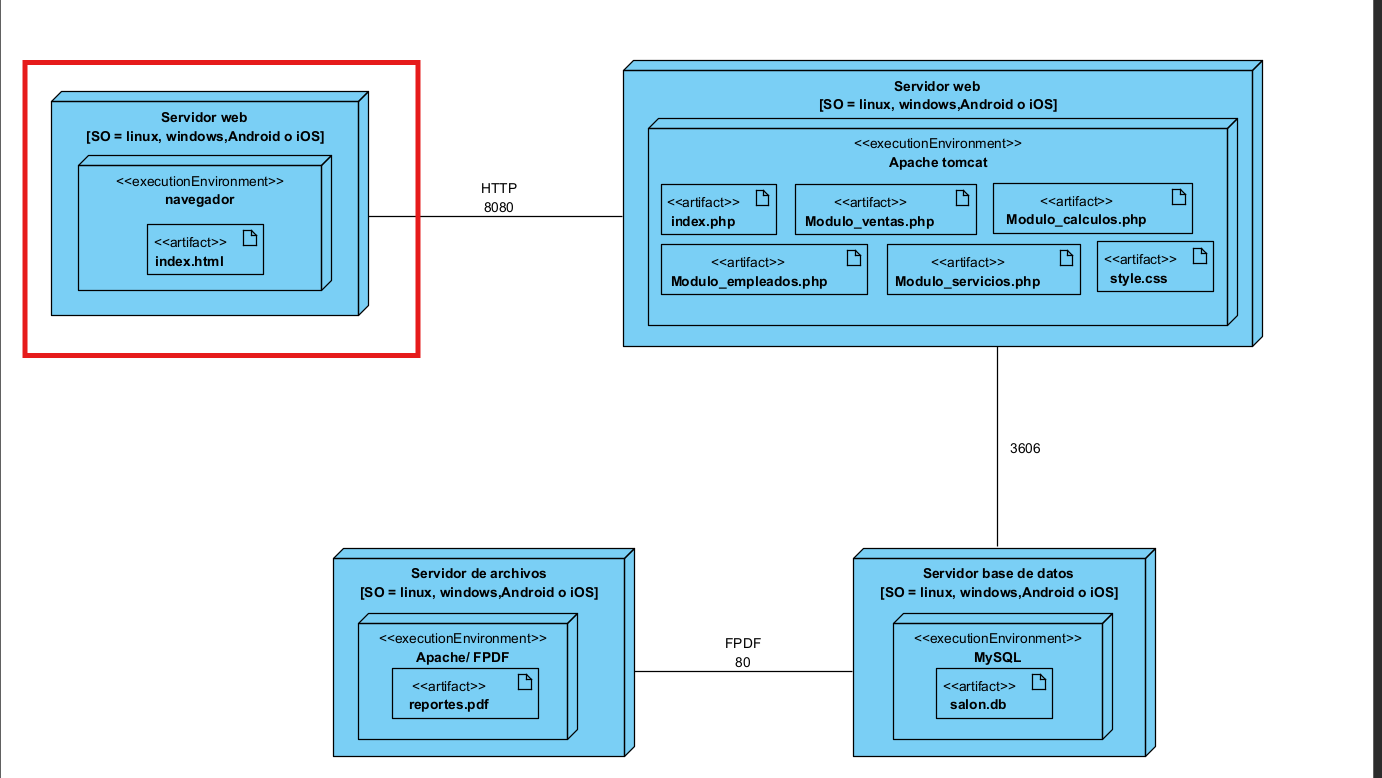 Servidor web
[SO = linux, windows,Android o iOS]
<<executionEnvironment>>
navegador
<<artifact>>
index.html
HTTP
8080
Servidor web
[SO = linux, windows,Android o iOS]
<<executionEnvironment>>
Apache tomcat
<<artifact>>
index.php
<<artifact>>
Modulo_ventas.php
<<artifact>>
Modulo_calculos.php
<<artifact>>
Modulo_empleados.php
<<artifact>>
Modulo_servicios.php
<<artifact>>
style.css
3606
Servidor de archivos
[SO = linux, windows,Android o iOS]
<<executionEnvironment>>
Apache/ FPDF
<<artifact>>
reportes.pdf
FPDF
80
Servidor base de datos
[SO = linux, windows,Android o iOS]
<<executionEnvironment>>
MySQL
<<artifact>>
salon.db